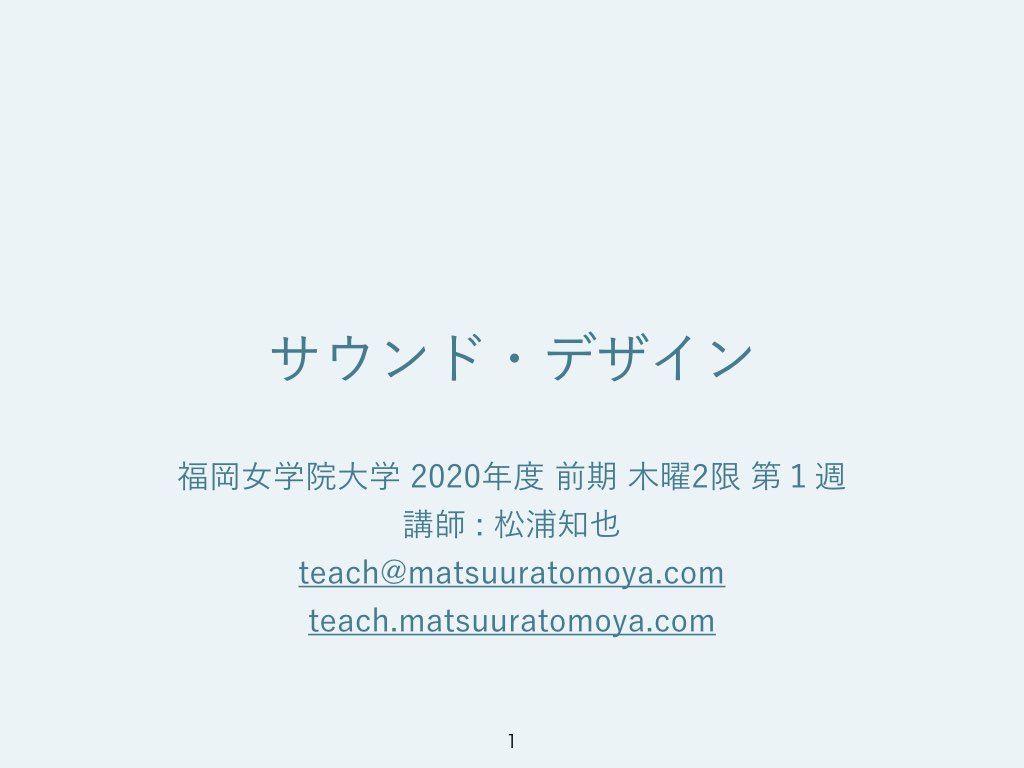 サウンド・デザイン
福岡女学院大学 2020年度 前期 木曜2限 第１週
講師 : 松浦知也
teach@matsuuratomoya.com
teach.matsuuratomoya.com
1